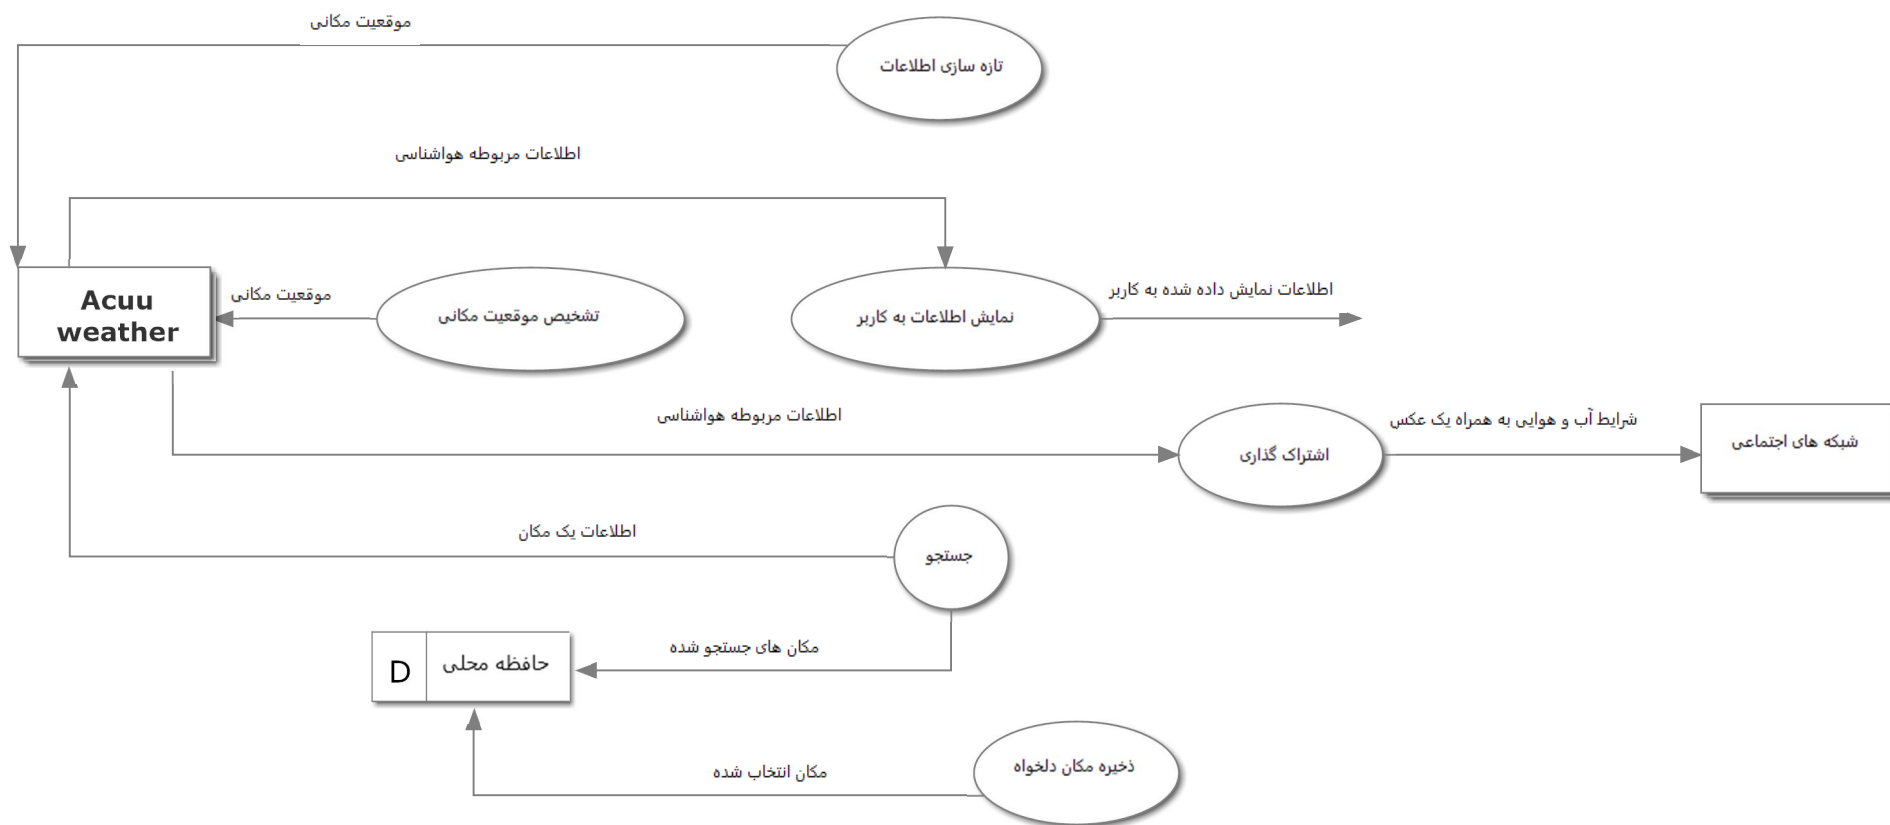 موقعیت مکانی
تازه سازی اطلاعات
اطلاعات مربوطه هواشناسی
Acuu
weather
موقعیت مکانی
تشخیص موقعیت مکانی
نمایش اطلاعات به کاربر
اطلاعات نمایش داده شده به کاربر
اطلاعات مربوطه هواشناسی
اشتراک گذاری
شرایط آب و هوایی به همراه یک عکس
شبکه های اجتماعی
اطلاعات یک مکان
جستجو
مکان های جستجو شده
D
حافظه محلی
مکان انتخاب شده
ذخیره مکان دلخواه